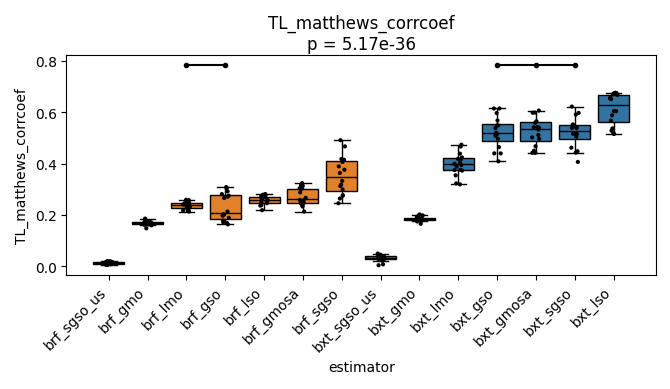 TL_matthews_corrcoef
p = 5.17e-36
TL_matthews_corrcoef
0.8
0.6
0.4
0.2
0.0
brf_sgso_us
brf_gmo
brf_lmo
brf_gso
brf_lso
brf_gmosa
brf_sgso
bxt_sgso_us
bxt_gmo
bxt_lmo
bxt_gso
bxt_gmosa
bxt_sgso
bxt_lso
estimator